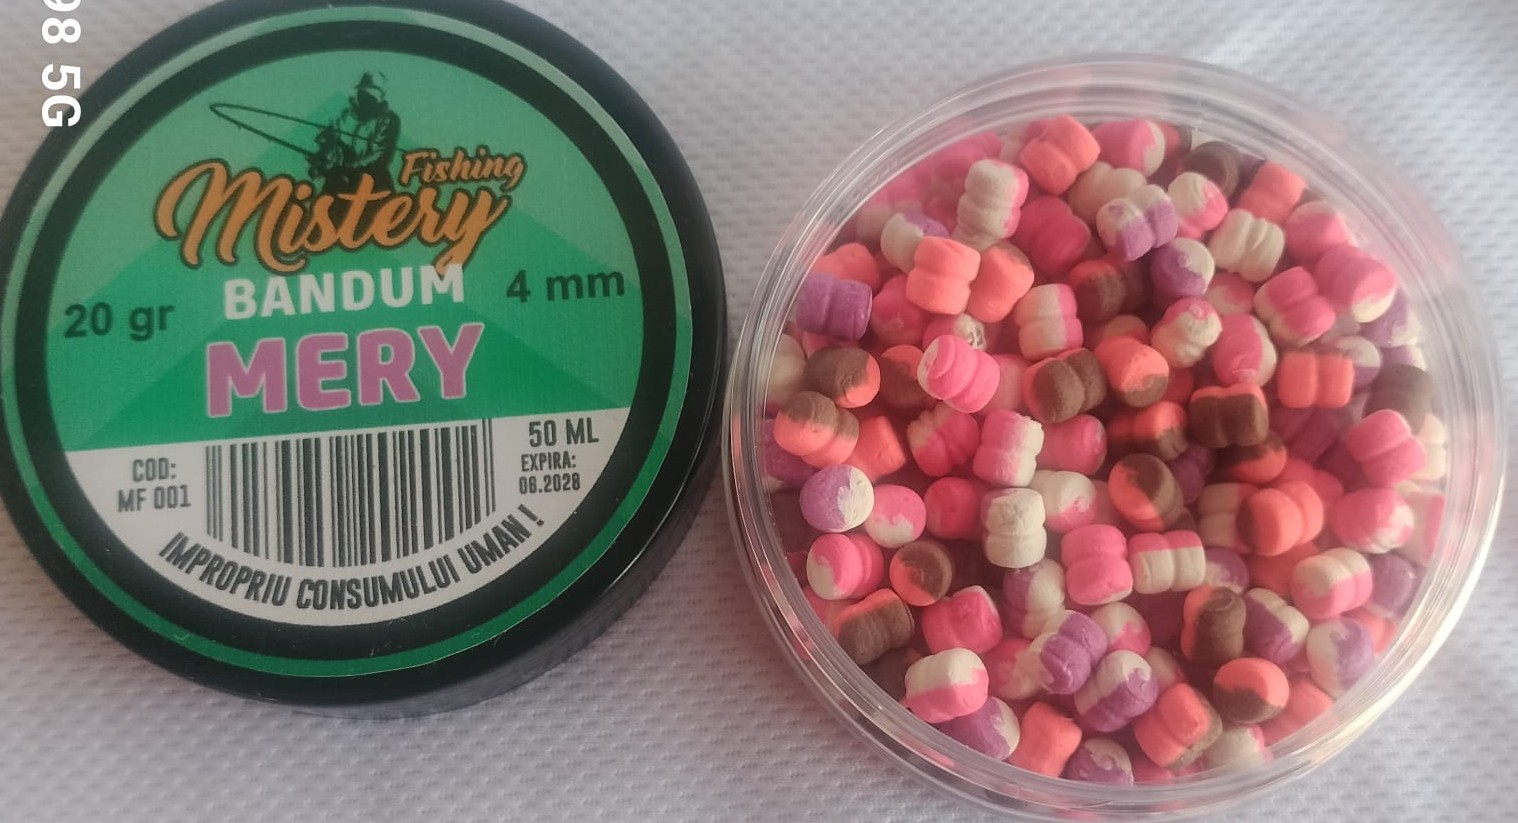 98 5G
Fishing
Mistery
BANDUM
20 gr
4 mm
MERY
COD:
MF 001
50 ML
EXPIRA:
06.2028
IMPROPRIU CONSUMULUI UMAN !